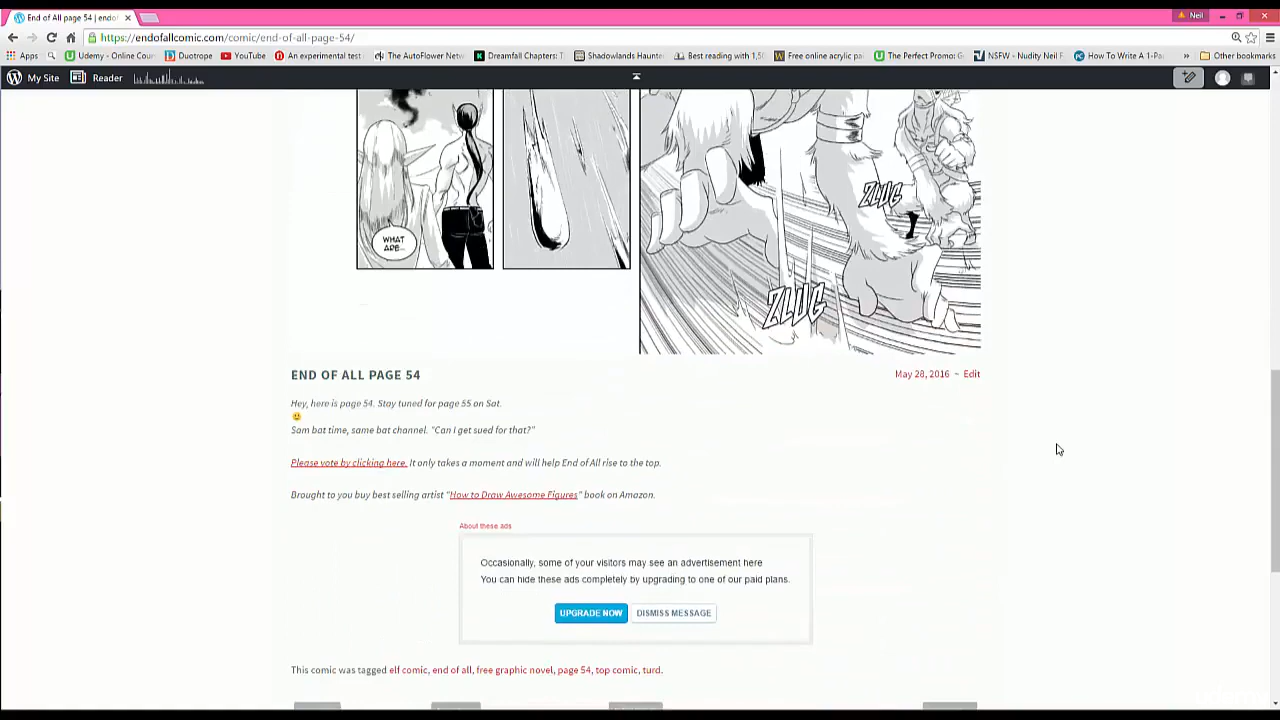 End of All page 54 | endo
Neil
https://endofallcomic.com/comic/end-of-all-page-54/
Apps
Udemy - Online Cour
Duotrope
YouTube
An experimental test
The AutoFlower Netw
Dreamfall Chapters: T
Shadowlands Haunte
Best reading with 1,50
Free online acrylic pa
The Perfect Promo: G
NSFW - Nudity Neil F
How To Write A 1-Pa
» Other bookmarks
My Site Reader
WHAT
ARE...
ZLUG
ZLUG
END OF ALL PAGE 54
May 28, 2016 ~ Edit
Hey, here is page 54. Stay tuned for page 55 on Sat.
Sam bat time, same bat channel. "Can I get sued for that?"
Please vote by clicking here. It only takes a moment and will help End of All rise to the top.
Brought to you buy best selling artist "How to Draw Awesome Figures" book on Amazon.
About these ads
Occasionally, some of your visitors may see an advertisement here
You can hide these ads completely by upgrading to one of our paid plans.
UPGRADE NOW DISMISS MESSAGE
This comic was tagged elf comic, end of all, free graphic novel, page 54, top comic, turd.